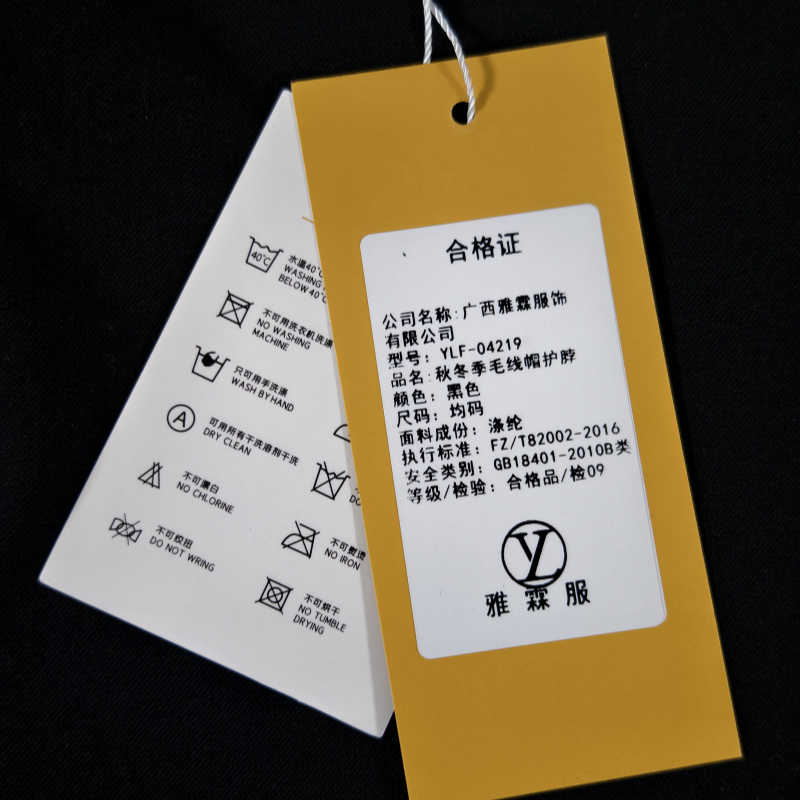 合格证
公司名称：广西雅霖服饰
有限公司
型号：YLF-04219
品名：秋冬季毛线帽护脖
颜色：黑色
尺码：均码
面料成份：涤纶
执行标准：FZ/T82002-2016
安全类别：GB18401-2010B类
等级/检验：合格品/检09
雅霖服
40°C
水温40°C
WASHING
BELOW 40°C
不可用洗衣机洗涤
NO WASHING
MACHINE
只可用手洗涤
WASH BY HAND
A
可用所有干洗溶剂干洗
DRY CLEAN
不可漂白
NO CHLORINE
不可绞扭
DO NOT WRING
不可熨烫
NO IRON
不可烘干
NO TUMBLE
DRYING